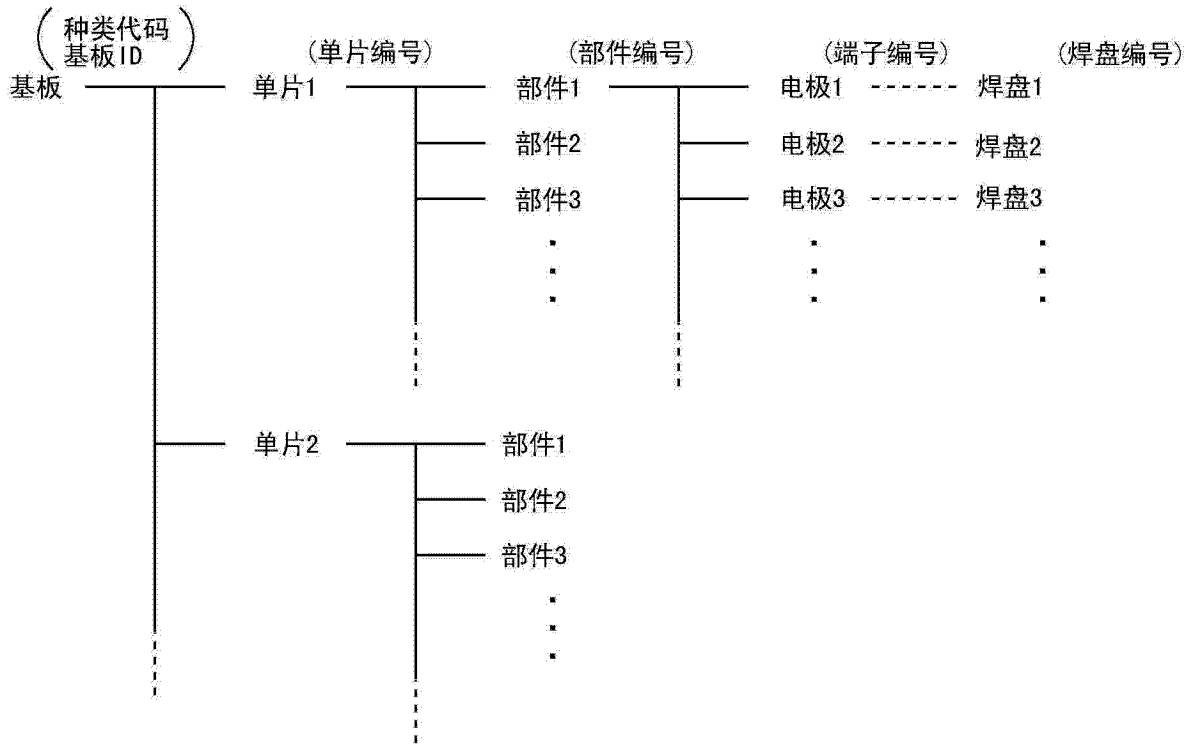 种类代码
基板ID
(单片编号)
(部件编号)
(端子编号)
(焊盘编号)
基板
单片1
部件1
电极1
焊盘1
部件2
电极2
焊盘2
部件3
电极3
焊盘3
单片2
部件1
部件2
部件3